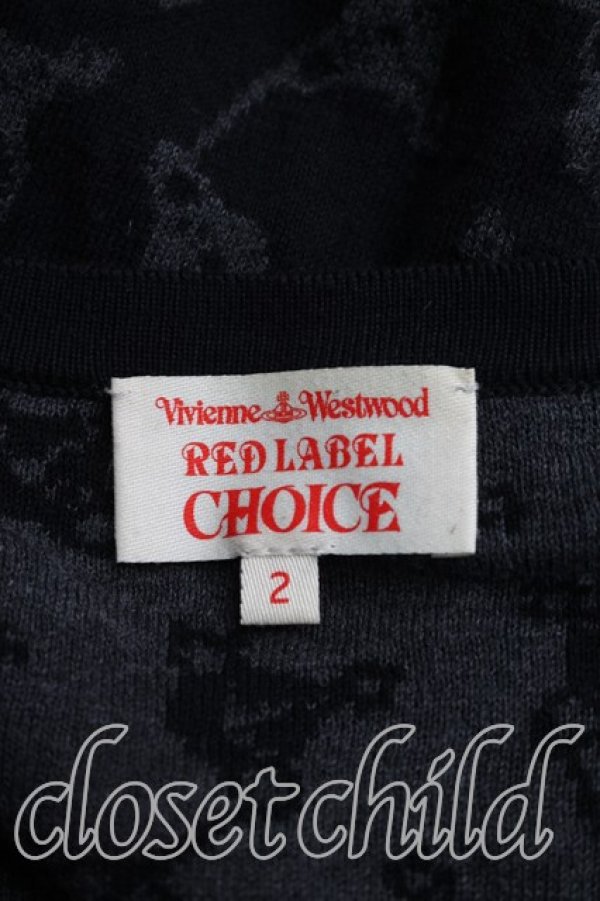 Vivienne Westwood
RED LABEL
CHOICE
2
closet child